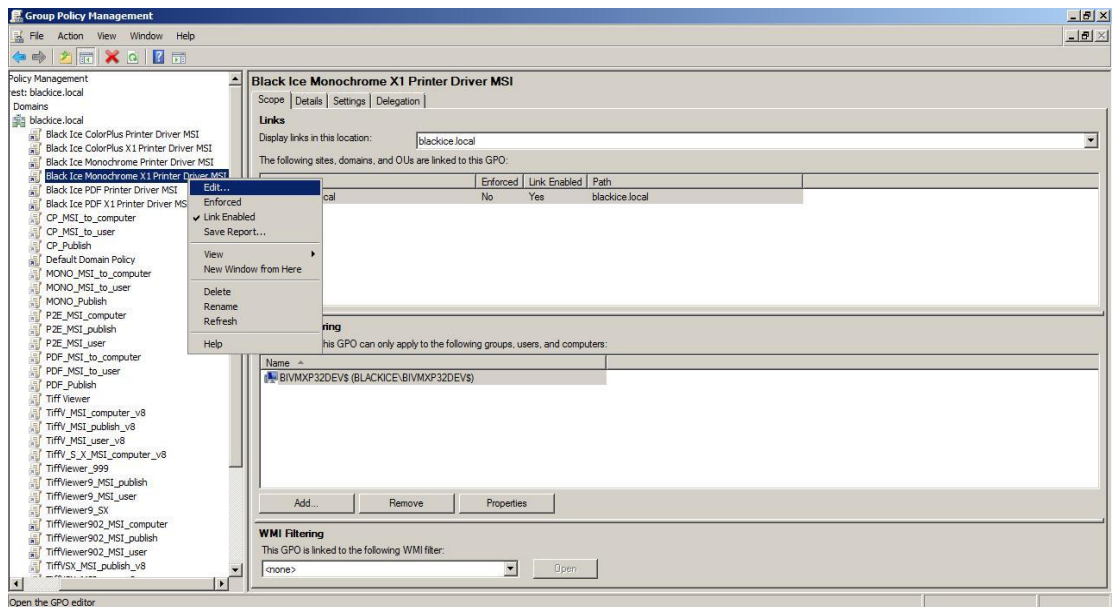 Group Policy Management
File Action View Window Help
Policy Management
rest: blackice.local
Domains
blackice.local
Black Ice ColorPlus Printer Driver MSI
Black Ice ColorPlus X1 Printer Driver MSI
Black Ice Monochrome Printer Driver MSI
Black Ice Monochrome X1 Printer Driver MSI
Black Ice PDF Printer Driver MSI
Black Ice PDF X1 Printer Driver MS
CP_MSI_to_computer
CP_MSI_to_user
CP_Publish
Default Domain Policy
MONO_MSI_to_computer
MONO_MSI_to_user
MONO_Publish
P2E_MSI_computer
P2E_MSI_publish
P2E_MSI_user
PDF_MSI_to_computer
PDF_MSI_to_user
PDF_Publish
Tiff Viewer
TiffV_MSI_computer_v8
TiffV_MSI_publish_v8
TiffV_MSI_user_v8
TiffV_S_X_MSI_computer_v8
TiffViewer_999
TiffViewer9_MSI_publish
TiffViewer9_MSI_user
TiffViewer9_SX
TiffViewer902_MSI_computer
TiffViewer902_MSI_publish
TiffViewer902_MSI_user
TiffVSX_MSI_publish_v8
Edit...
Enforced
Link Enabled
Save Report...
View
New Window from Here
Delete
Rename
Refresh
Help
Black Ice Monochrome X1 Printer Driver MSI
Scope Details Settings Delegation
Links
Display links in this location: blackice.local
The following sites, domains, and OUs are linked to this GPO:
Enforced Link Enabled Path
cal No Yes blackice.local
ring
his GPO can only apply to the following groups, users, and computers:
Name
BIVMXP32DEV$ (BLACKICE\BIVMXP32DEV$)
Add... Remove Properties
WMI Filtering
This GPO is linked to the following WMI filter:
<none> Open
Open the GPO editor